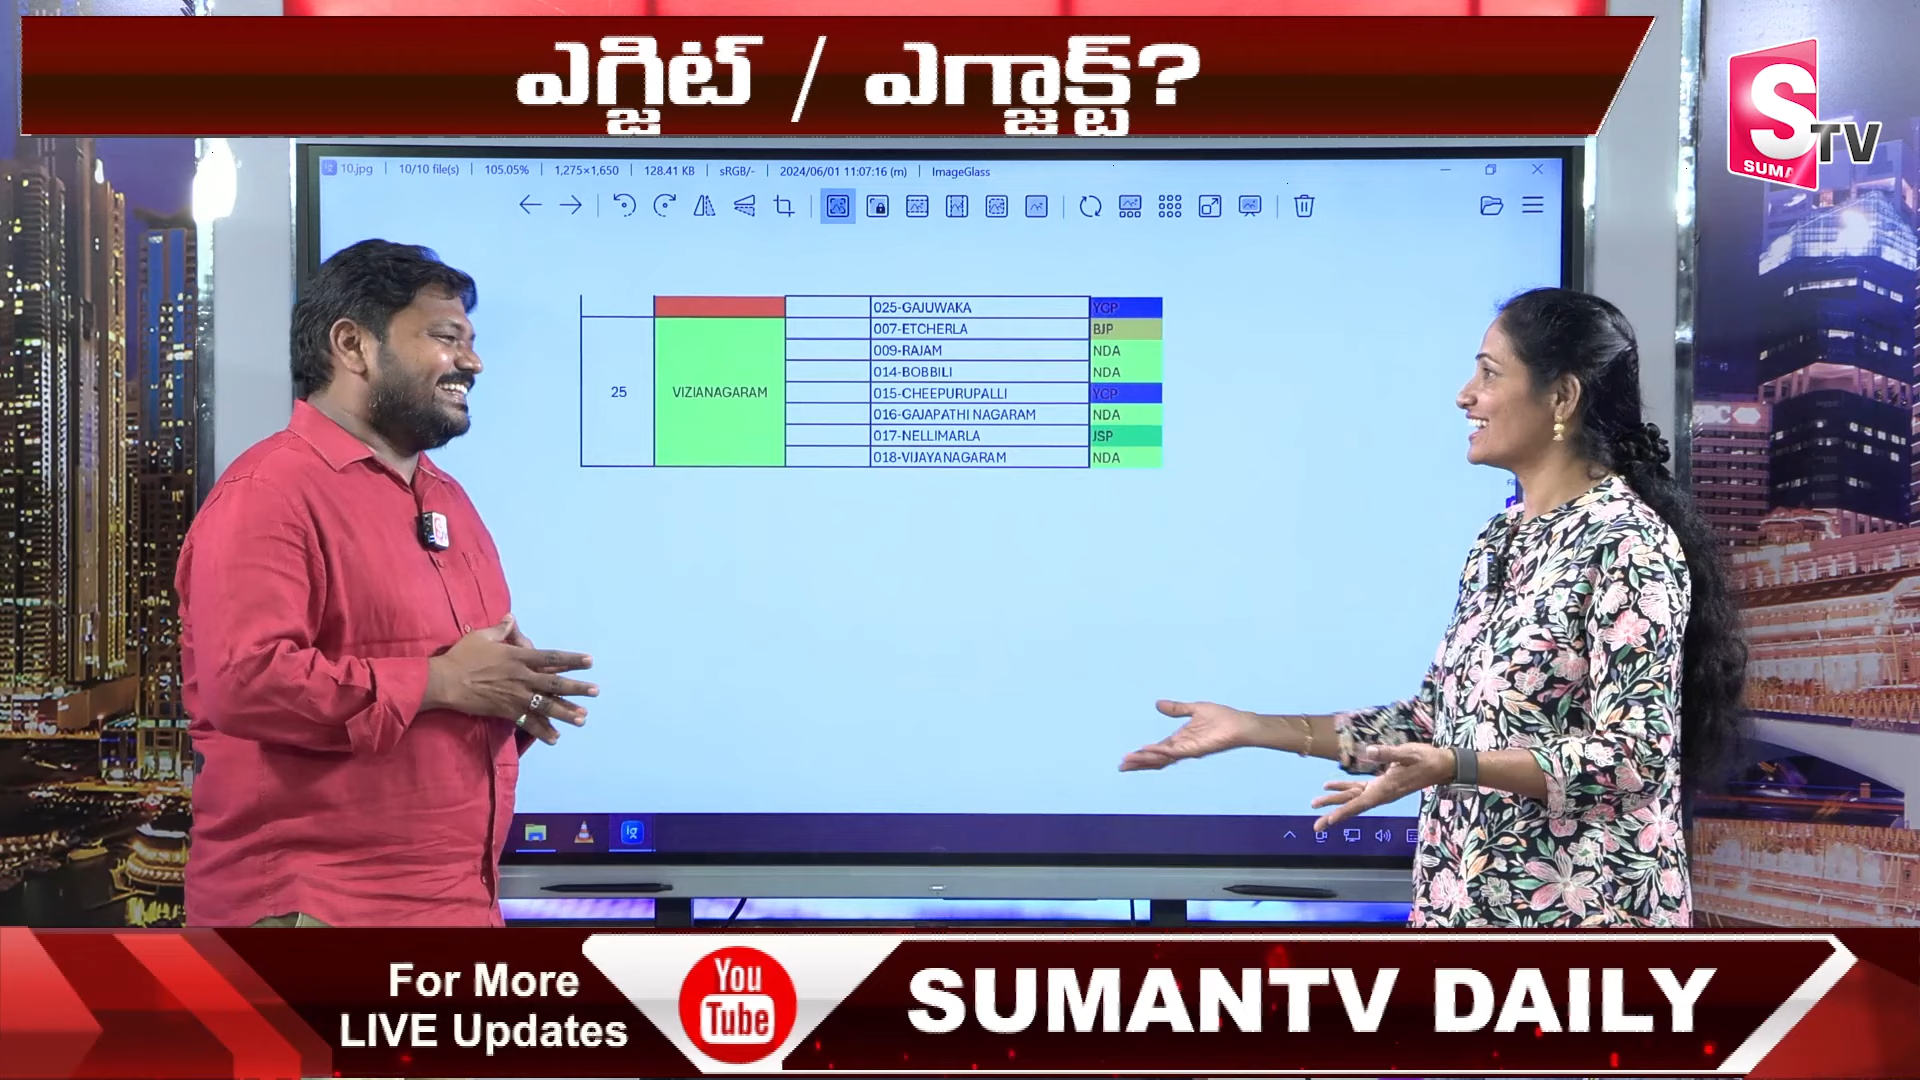 ఎగ్జిట్ / ఎగ్జాక్ట్?
S TV
SUMA
10.jpg | 10/10 file(s) | 105.05% | 1,275×1,650 | 128.41 KB | sRGB/- | 2024/06/01 11:07:16 (m) | ImageGlass
025-GAJUWAKA YCP
007-ETCHERLA BJP
009-RAJAM NDA
014-BOBBILI NDA
25 VIZIANAGARAM 015-CHEEPURUPALLI YCP
016-GAJAPATHI NAGARAM NDA
017-NELLIMARLA JSP
018-VIJAYANAGARAM NDA
For More
LIVE Updates
You
Tube
SUMANTV DAILY